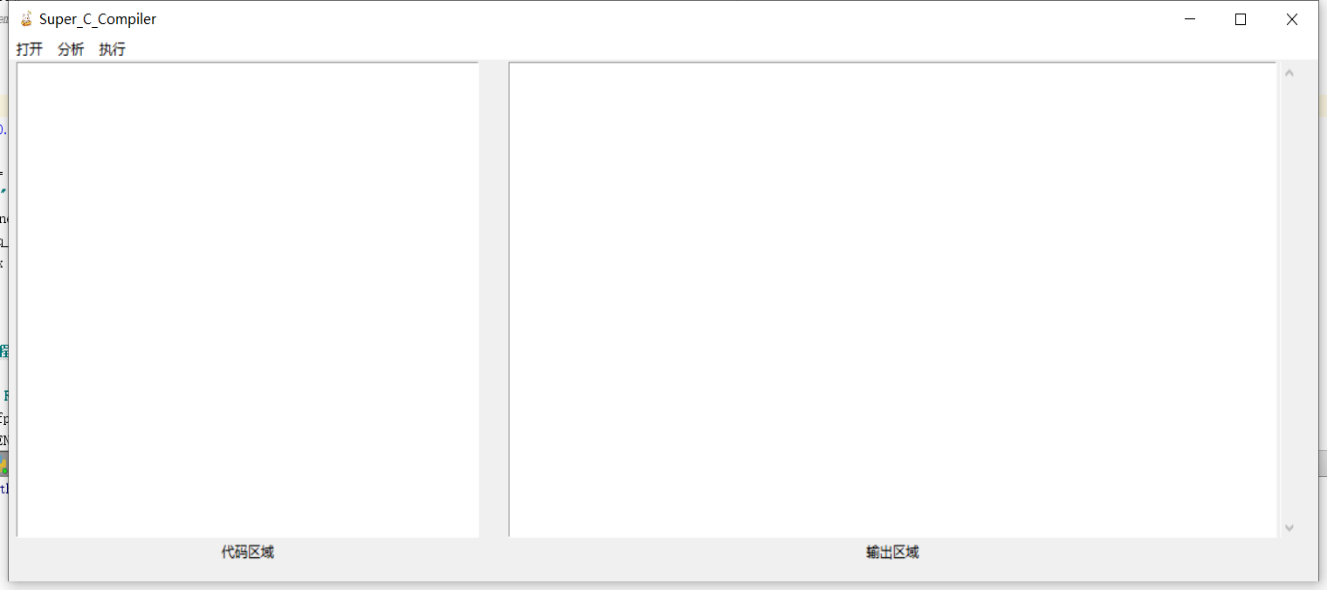 Super_C_Compiler
打开 分析 执行
代码区域
输出区域